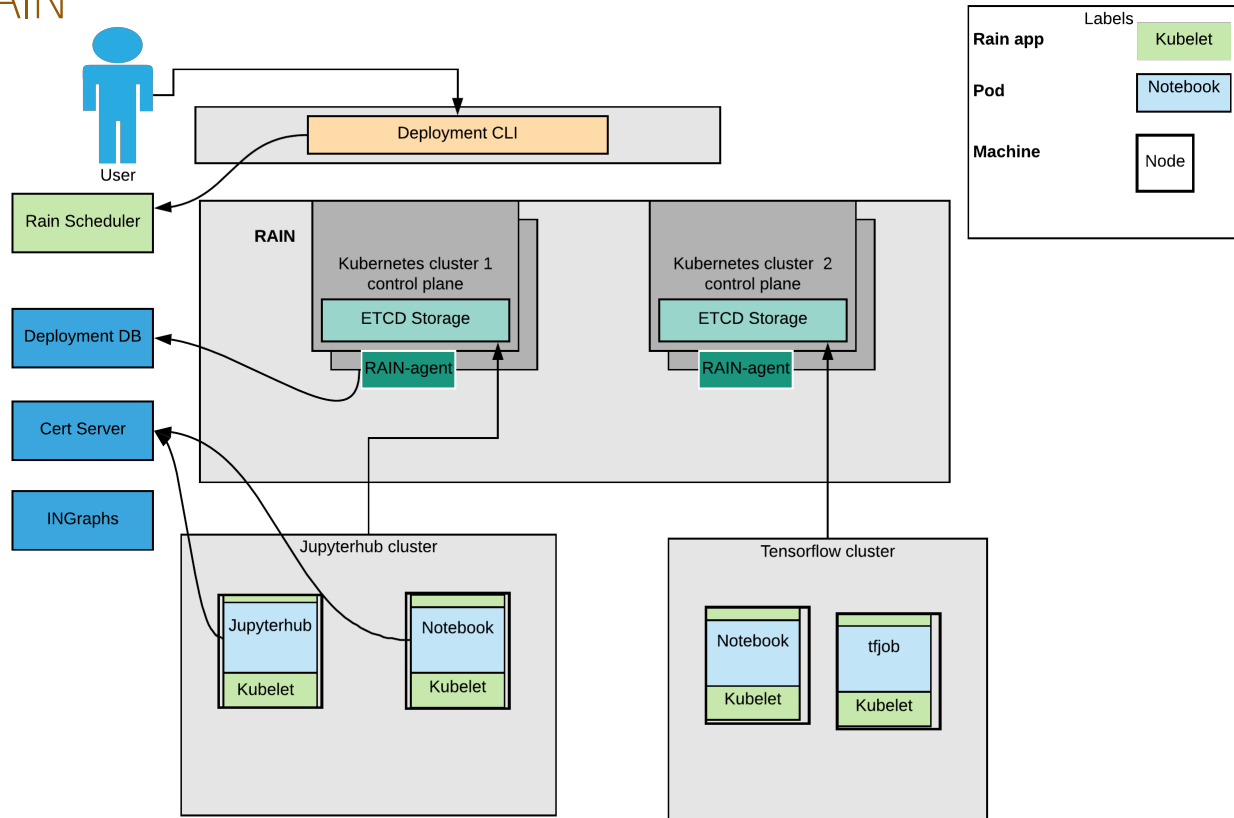 AIN
Labels
Rain app
Kubelet
Pod
Notebook
Machine
Node
User
Deployment CLI
Rain Scheduler
RAIN
Kubernetes cluster 1
control plane
ETCD Storage
RAIN-agent
Kubernetes cluster  2
control plane
ETCD Storage
RAIN-agent
Deployment DB
Cert Server
INGraphs
Jupyterhub cluster
Jupyterhub
Kubelet
Notebook
Kubelet
Tensorflow cluster
Notebook
Kubelet
tfjob
Kubelet